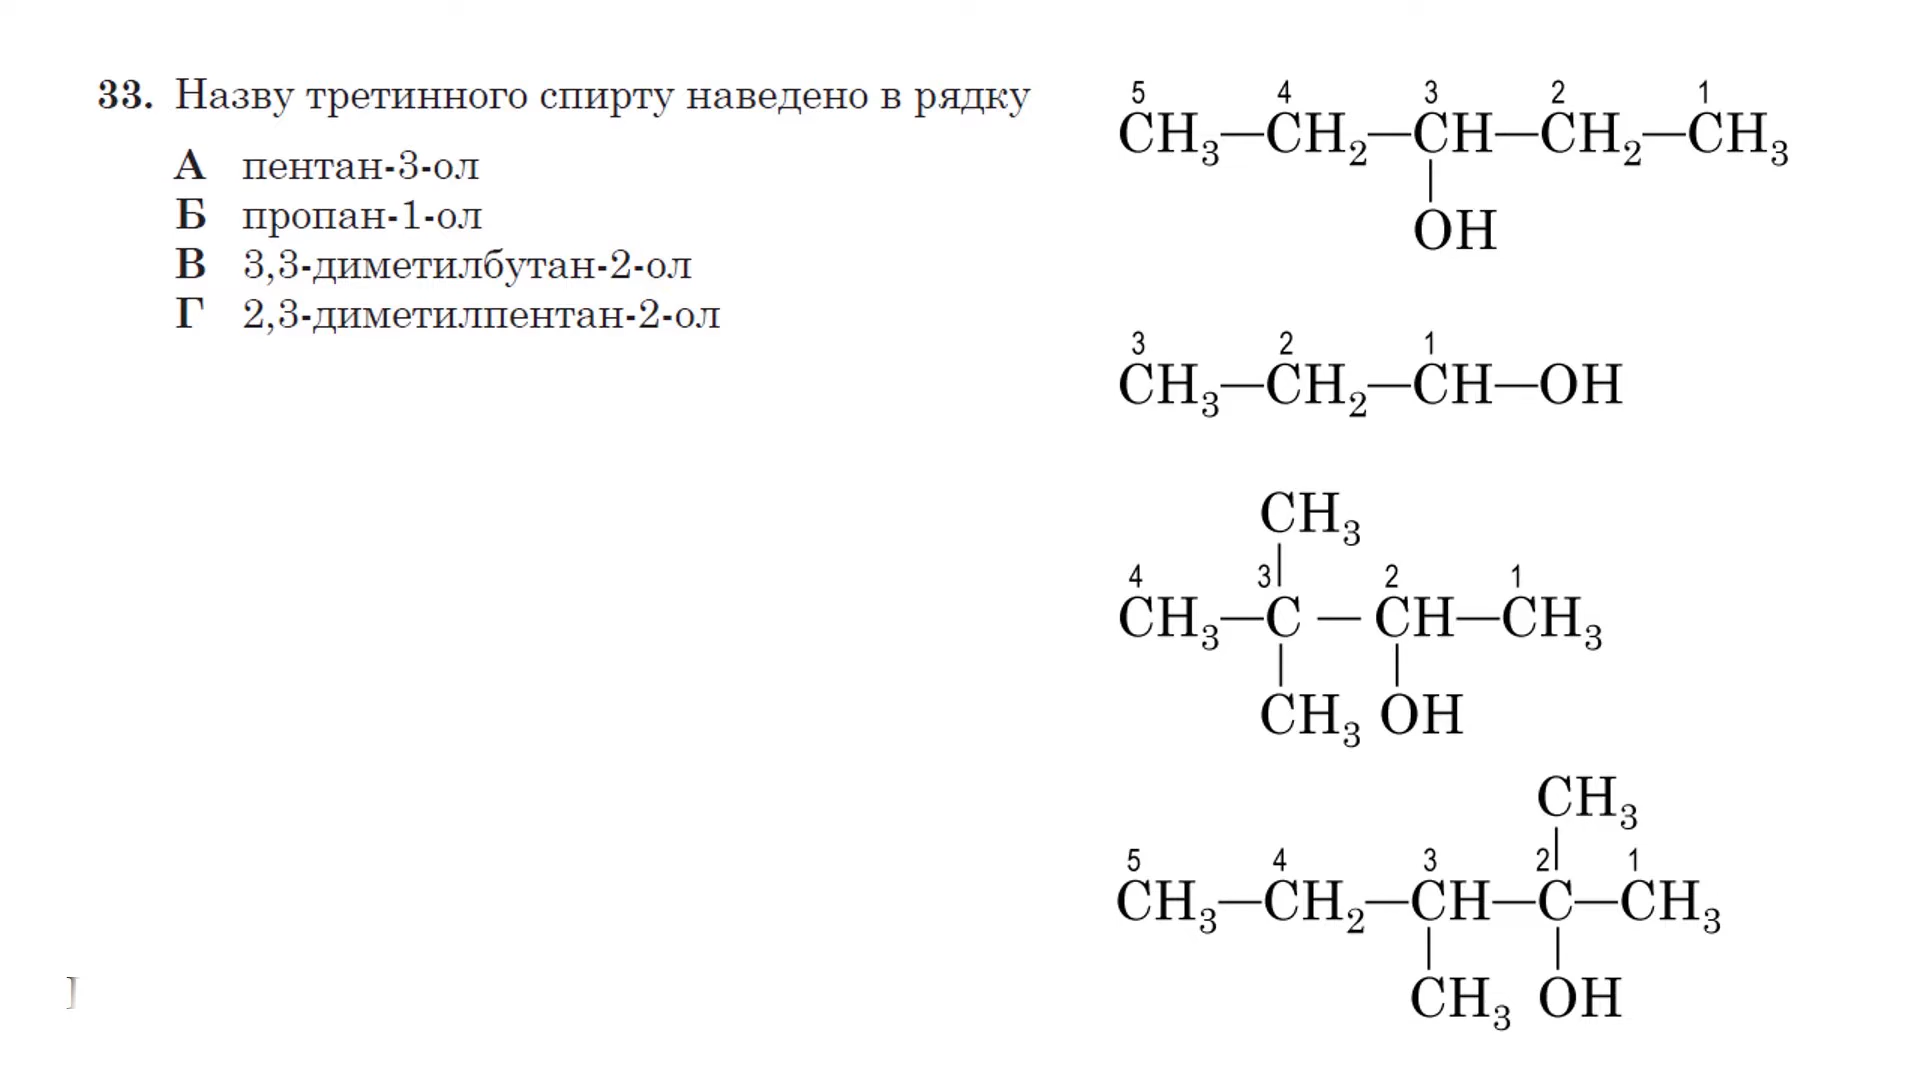 33. Назву третинного спирту наведено в рядку
А пентан-3-ол
Б пропан-1-ол
В 3,3-диметилбутан-2-ол
Г 2,3-диметилпентан-2-ол
5 4 3 2 1
CH₃—CH₂—CH—CH₂—CH₃
OH
3 2 1
CH₃—CH₂—CH—OH
CH₃
4 3 2 1
CH₃—C — CH—CH₃
CH₃ OH
CH₃
5 4 3 2 1
CH₃—CH₂—CH—C—CH₃
CH₃ OH
]